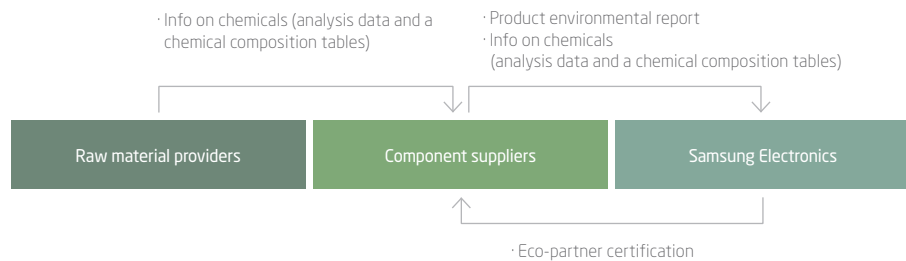 · Info on chemicals (analysis data and a
chemical composition tables)
· Product environmental report
· Info on chemicals
(analysis data and a chemical composition tables)
Raw material providers
Component suppliers
Samsung Electronics
· Eco-partner certification